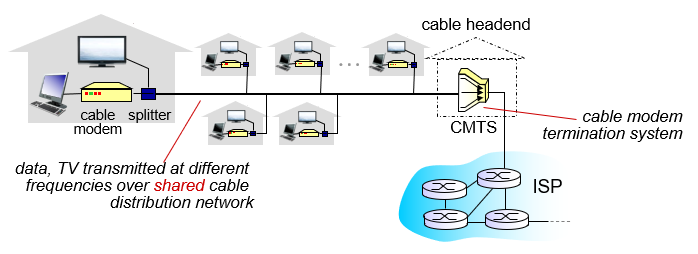 cable headend
cable
modem
splitter
CMTS
cable modem
termination system
data, TV transmitted at different
frequencies over shared cable
distribution network
ISP